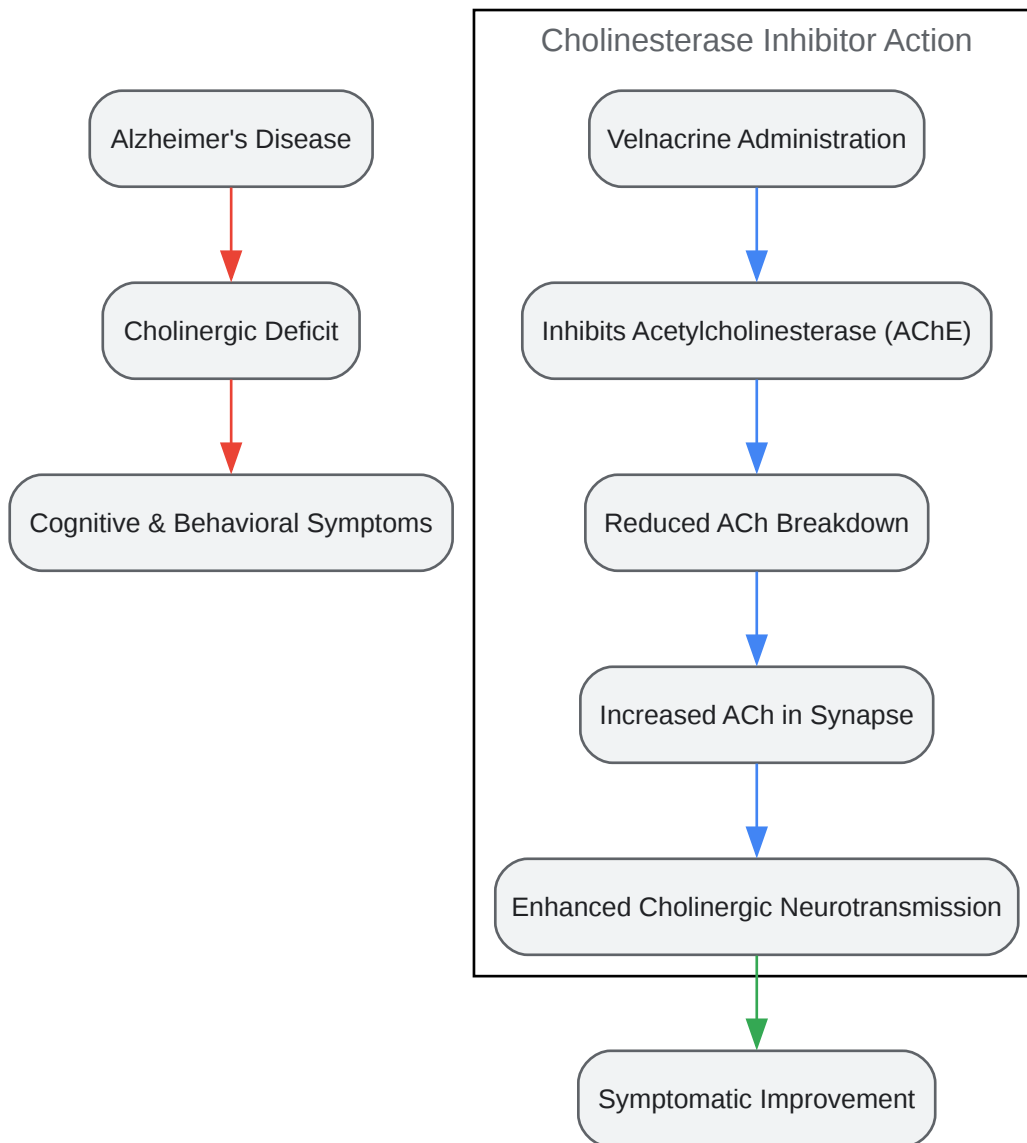 Cholinesterase Inhibitor Action
Alzheimer's Disease
Velnacrine Administration
Cholinergic Deficit
Inhibits Acetylcholinesterase (AChE)
Cognitive & Behavioral Symptoms
Reduced ACh Breakdown
Increased ACh in Synapse
Enhanced Cholinergic Neurotransmission
Symptomatic Improvement